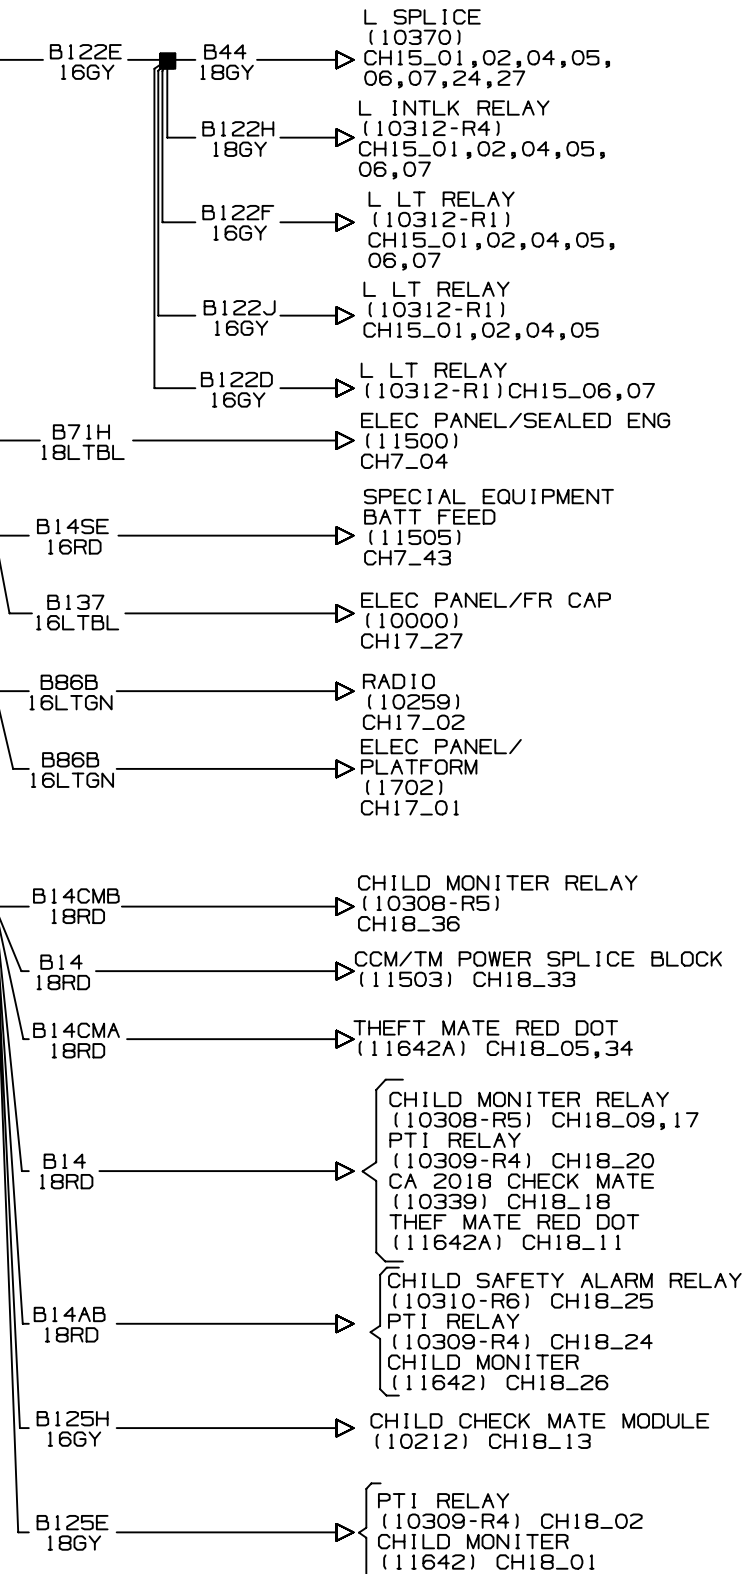 B122E
16GY
B44
18GY
L SPLICE
(10370)
CH15_01,02,04,05,
06,07,24,27
B122H
18GY
L INTLK RELAY
(10312-R4)
CH15_01,02,04,05,
06,07
B122F
16GY
L LT RELAY
(10312-R1)
CH15_01,02,04,05,
06,07
B122J
16GY
L LT RELAY
(10312-R1)
CH15_01,02,04,05
B122D
16GY
L LT RELAY
(10312-R1)CH15_06,07
B71H
18LTBL
ELEC PANEL/SEALED ENG
(11500)
CH7_04
B14SE
16RD
SPECIAL EQUIPMENT
BATT FEED
(11505)
CH7_43
B137
16LTBL
ELEC PANEL/FR CAP
(10000)
CH17_27
B86B
16LTGN
RADIO
(10259)
CH17_02
B86B
16LTGN
ELEC PANEL/
PLATFORM
(1702)
CH17_01
B14CMB
18RD
CHILD MONITER RELAY
(10308-R5)
CH18_36
B14
18RD
CCM/TM POWER SPLICE BLOCK
(11503) CH18_33
B14CMA
18RD
THEFT MATE RED DOT
(11642A) CH18_05,34
B14
18RD
CHILD MONITER RELAY
(10308-R5) CH18_09,17
PTI RELAY
(10309-R4) CH18_20
CA 2018 CHECK MATE
(10339) CH18_18
THEF MATE RED DOT
(11642A) CH18_11
B14AB
18RD
CHILD SAFETY ALARM RELAY
(10310-R6) CH18_25
PTI RELAY
(10309-R4) CH18_24
CHILD MONITER
(11642) CH18_26
B125H
16GY
CHILD CHECK MATE MODULE
(10212) CH18_13
B125E
18GY
PTI RELAY
(10309-R4) CH18_02
CHILD MONITER
(11642) CH18_01